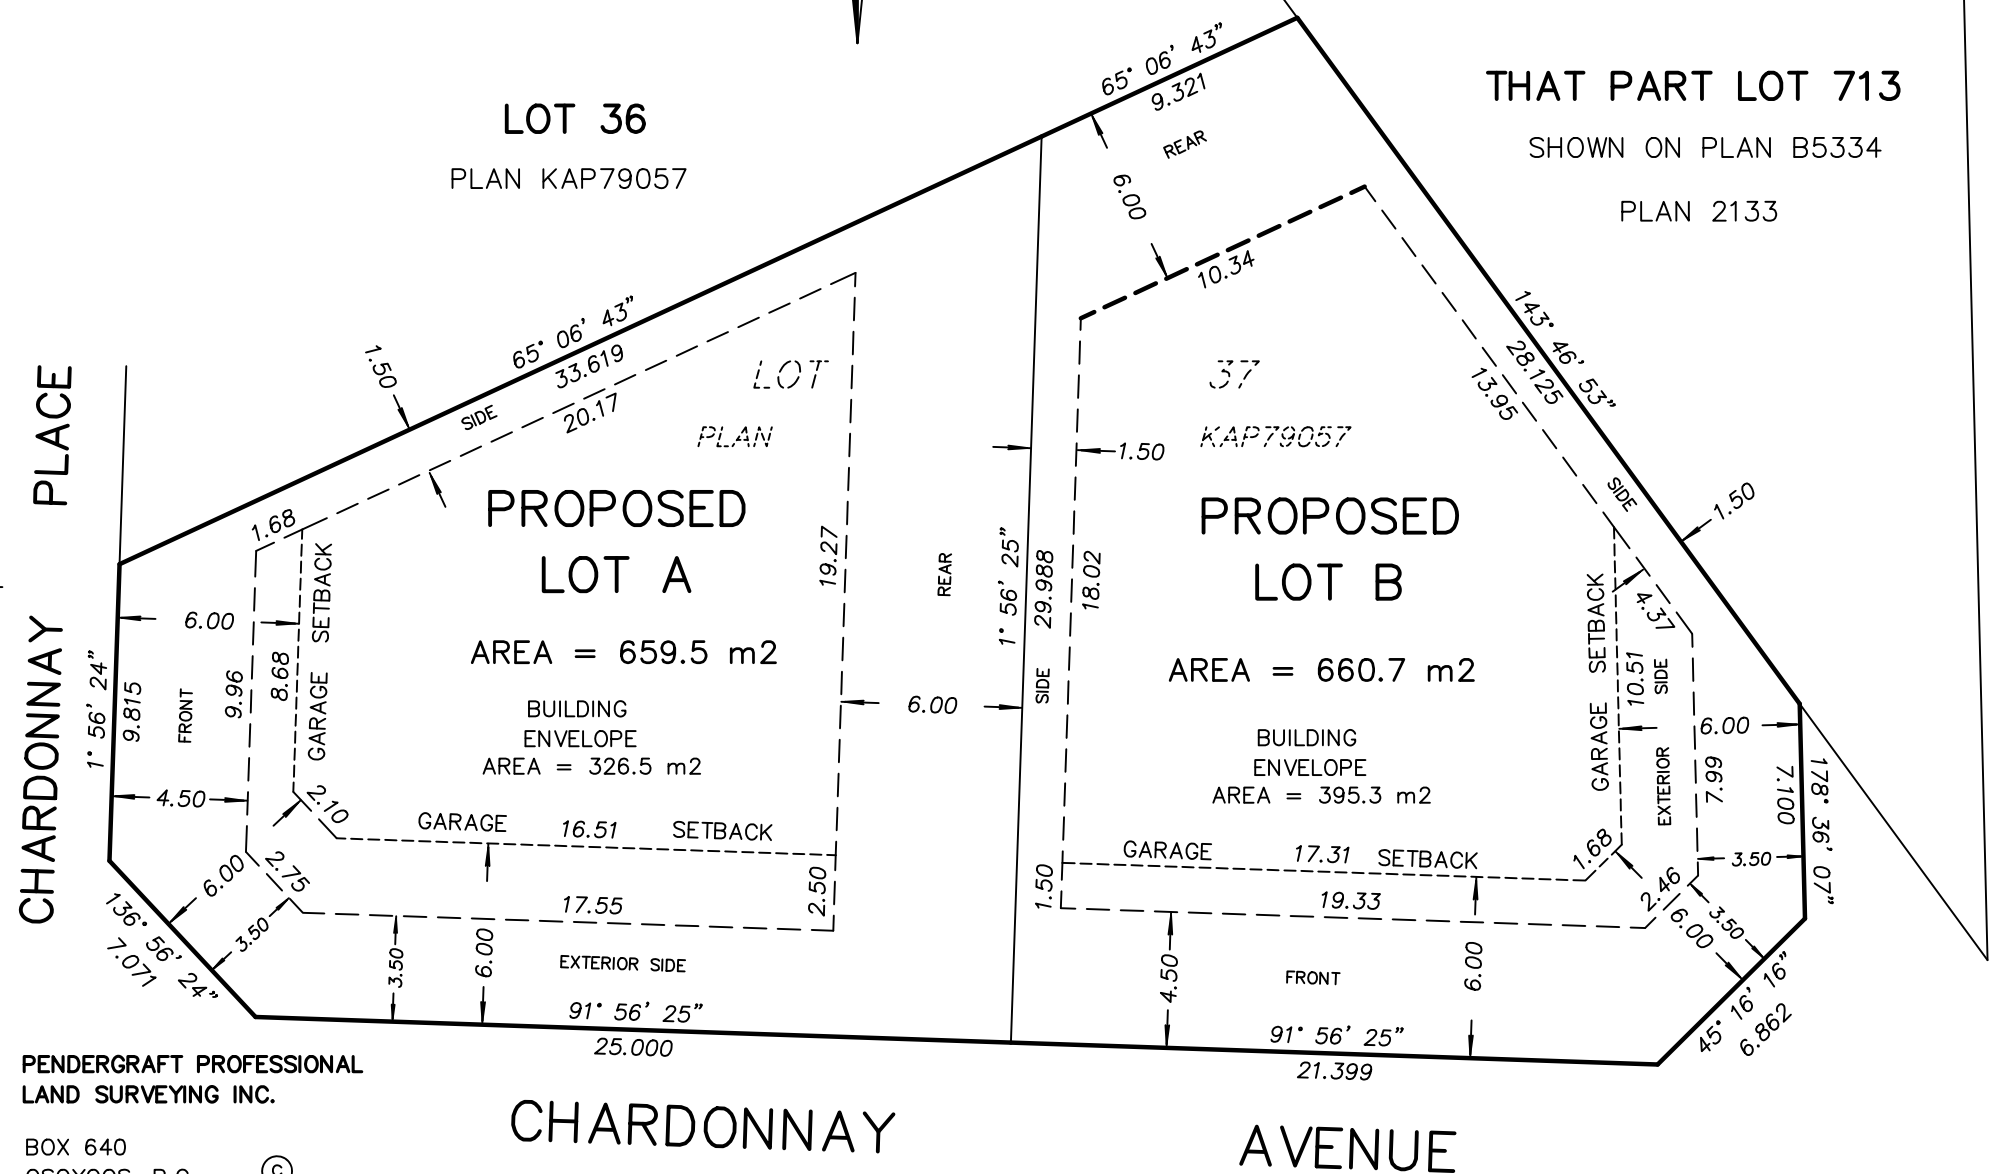 LOT 36
PLAN KAP79057
THAT PART LOT 713
SHOWN ON PLAN B5334
PLAN 2133
65° 06' 43"
9.321
REAR
6.00
10.34
65° 06' 43"
33.619
1.50
SIDE
20.17
LOT 37
PLAN KAP79057
143° 46' 53"
28.125
13.95
SIDE
1.50
CHARDONNAY PLACE
1.68
GARAGE SETBACK
6.00
1° 56' 24"
9.815
FRONT
9.96
8.68
4.50
PROPOSED
LOT A
AREA = 659.5 m2
BUILDING
ENVELOPE
AREA = 326.5 m2
19.27
REAR
6.00
1° 56' 25"
29.988
SIDE
18.02
1.50
PROPOSED
LOT B
AREA = 660.7 m2
BUILDING
ENVELOPE
AREA = 395.3 m2
GARAGE SETBACK
4.37
10.51
EXTERIOR SIDE
6.00
7.99
7.100
178° 36' 07"
3.50
2.10
GARAGE 16.51 SETBACK
2.75
6.00
3.50
136° 56' 24"
7.071
17.55
2.50
3.50
6.00
EXTERIOR SIDE
91° 56' 25"
25.000
GARAGE 17.31 SETBACK
1.50
19.33
1.68
2.46
3.50
6.00
4.50
FRONT
6.00
91° 56' 25"
21.399
45° 16' 16"
6.862
PENDERGRAFT PROFESSIONAL
LAND SURVEYING INC.
CHARDONNAY AVENUE
BOX 640
C